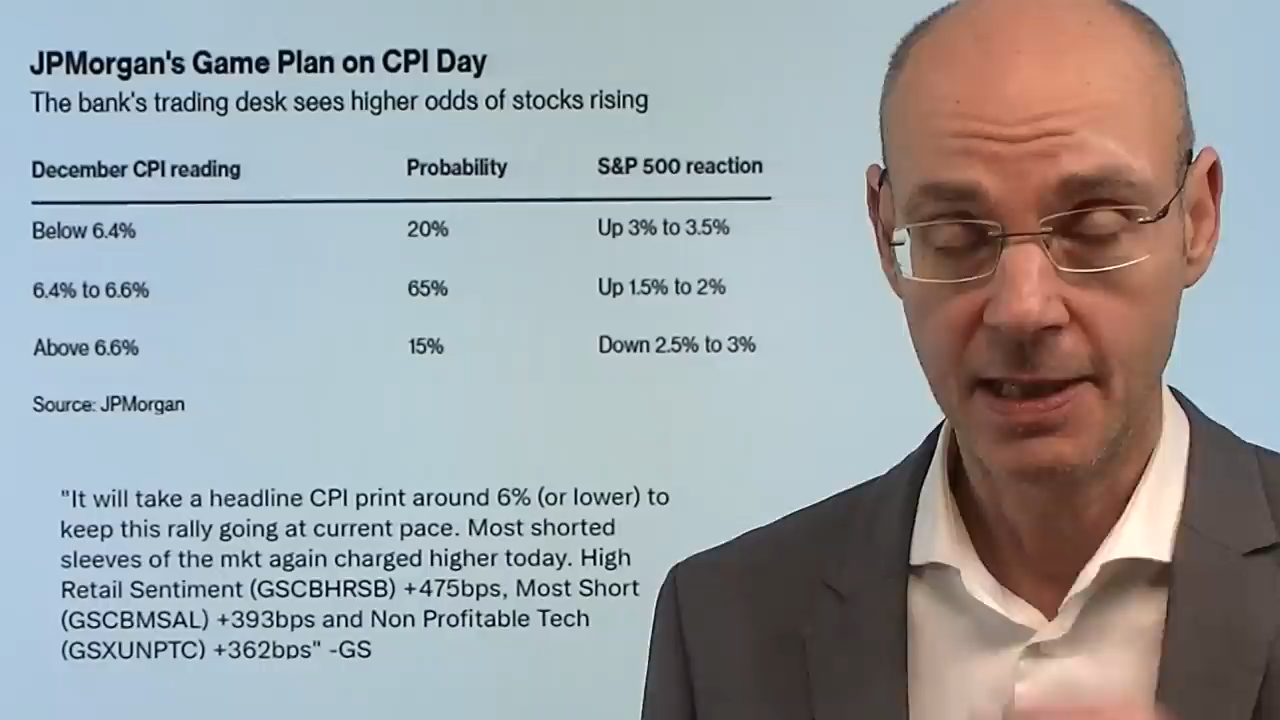 JPMorgan's Game Plan on CPI Day
The bank's trading desk sees higher odds of stocks rising
December CPI reading Probability S&P 500 reaction
Below 6.4% 20% Up 3% to 3.5%
6.4% to 6.6% 65% Up 1.5% to 2%
Above 6.6% 15% Down 2.5% to 3%
Source: JPMorgan
"It will take a headline CPI print around 6% (or lower) to
keep this rally going at current pace. Most shorted
sleeves of the mkt again charged higher today. High
Retail Sentiment (GSCBHRSB) +475bps, Most Short
(GSCBMSAL) +393bps and Non Profitable Tech
(GSXUNPTC) +362bps" -GS